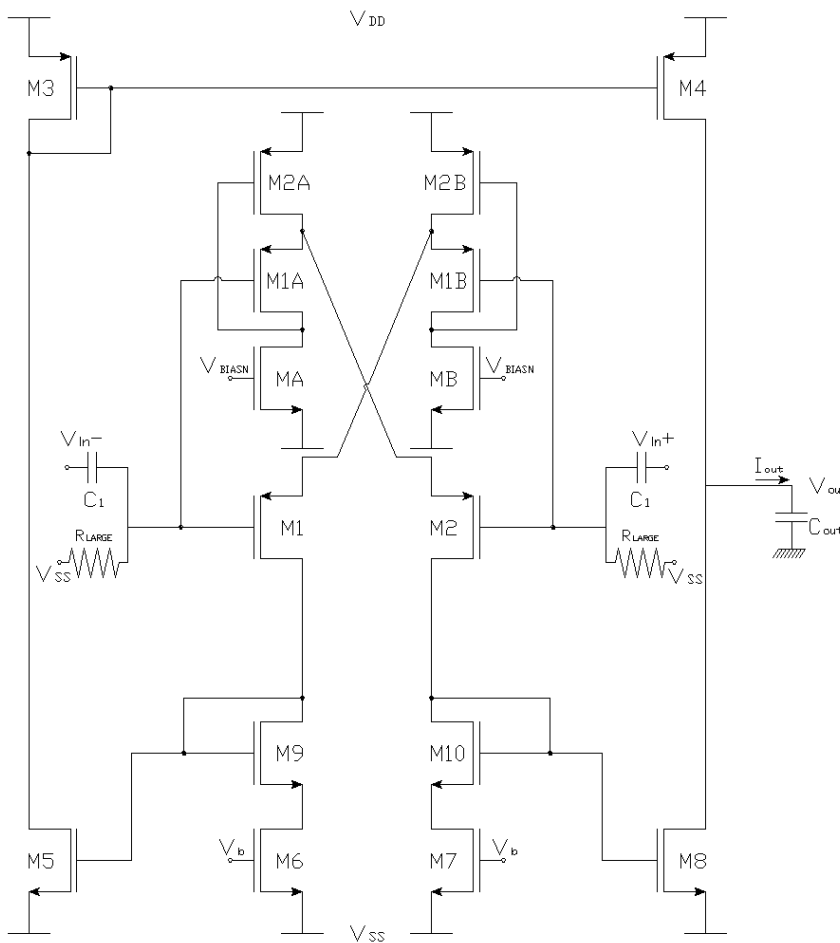 VDD
M3
M4
M2A
M2B
M1A
M1B
VBIASN
MA
MB
VBIASN
Vin-
Vin+
C1
C1
Iout
Vou
Cout
RLARGE
RLARGE
VSS
VSS
M1
M2
M9
M10
M5
Vb
M6
M7
Vb
M8
VSS